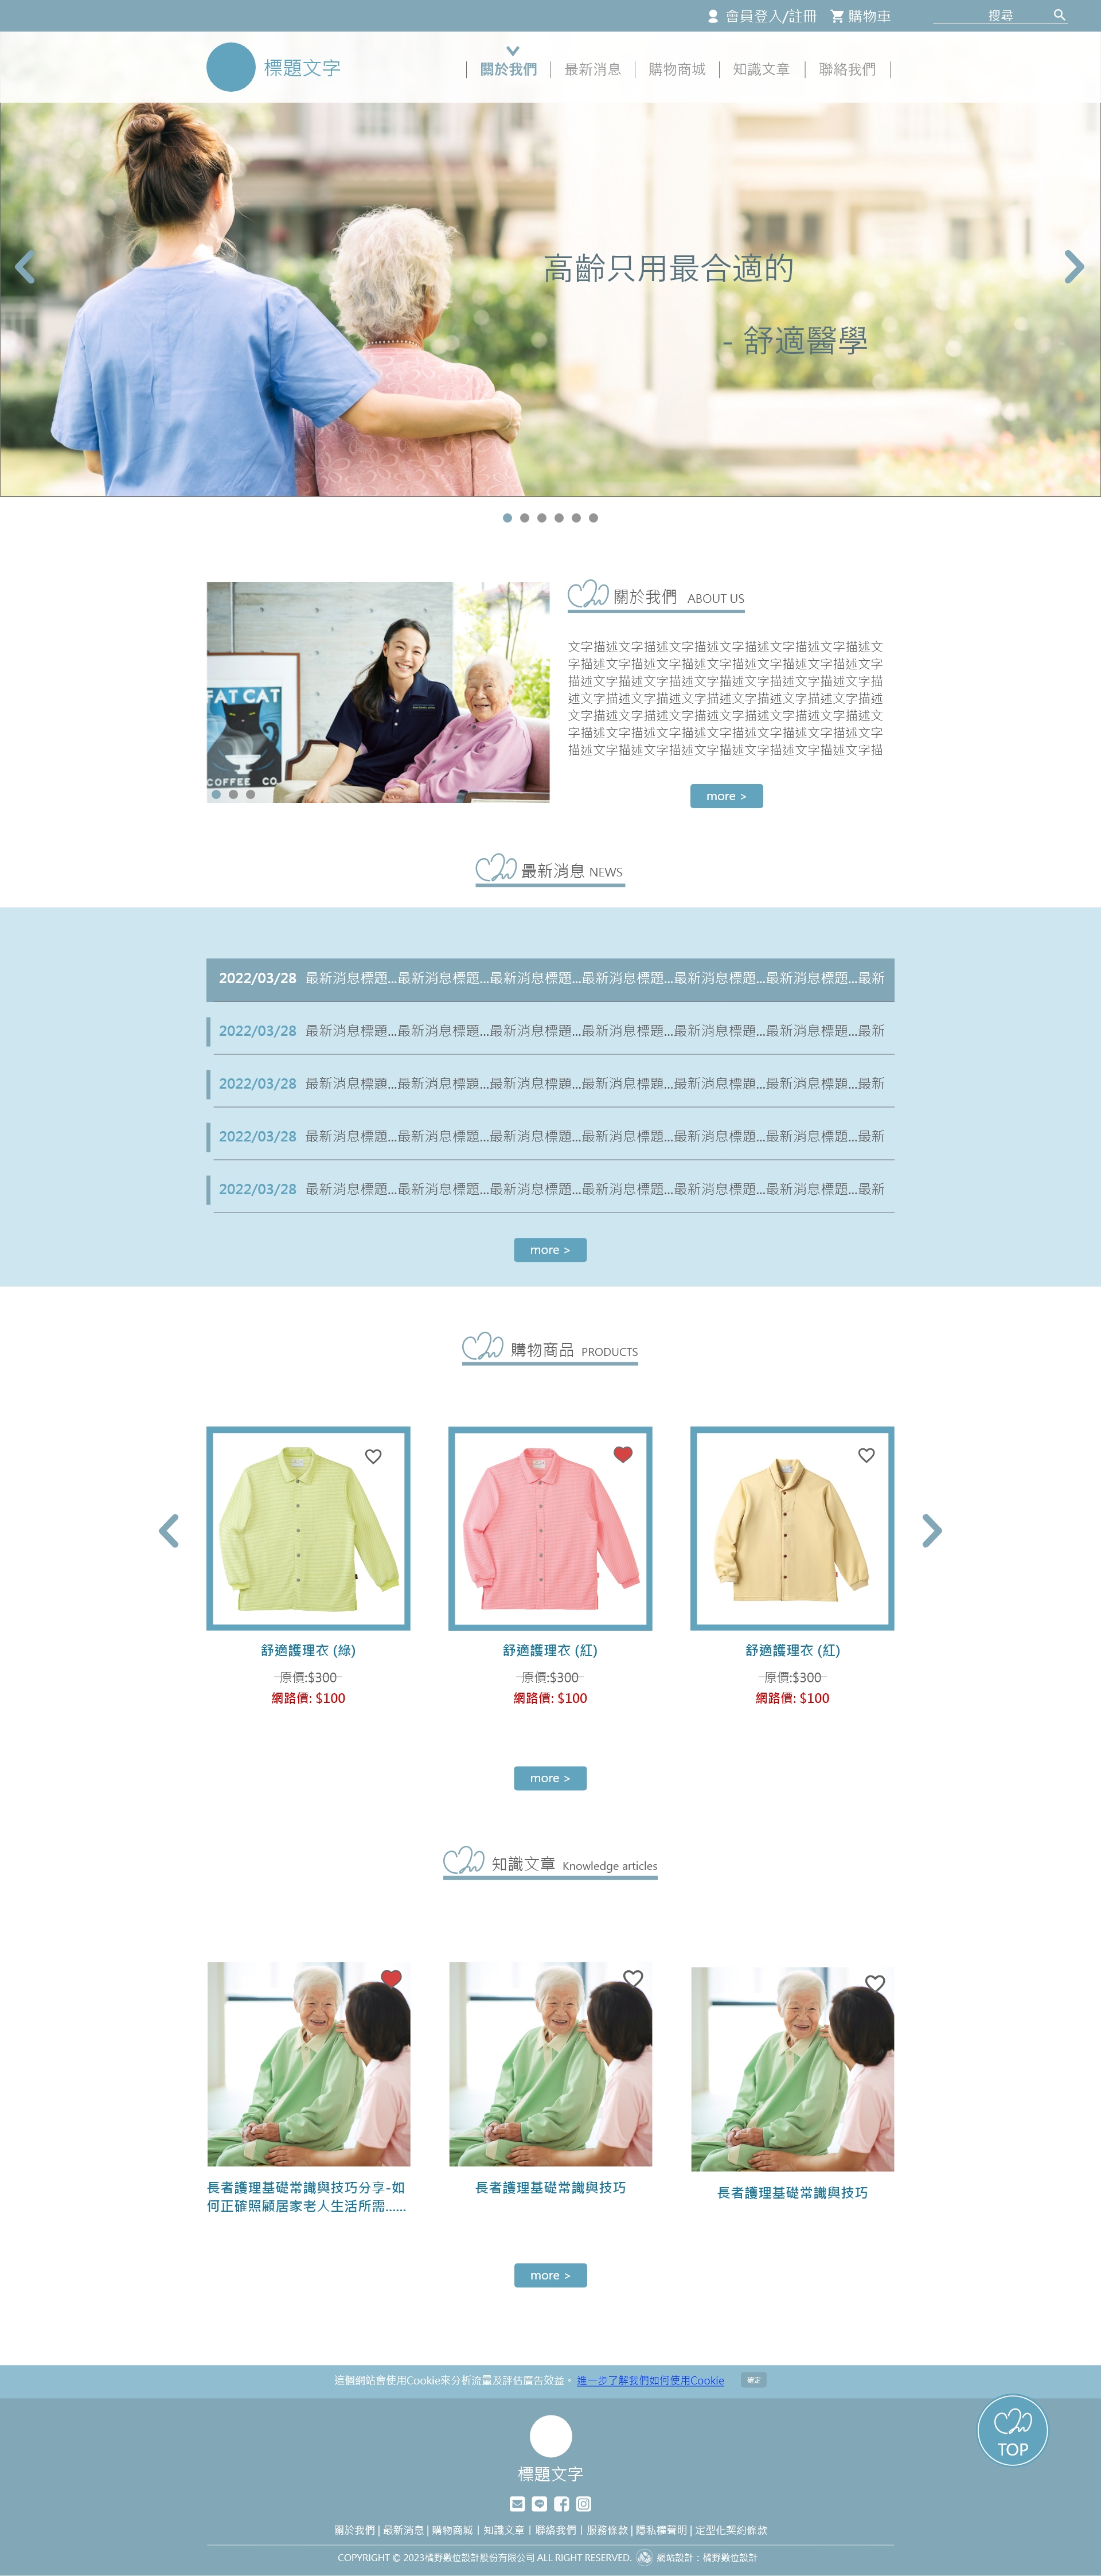 會員登入/註冊 購物車 搜尋
標題文字
關於我們 最新消息 購物商城 知識文章 聯絡我們
高齡只用最合適的
- 舒適醫學
關於我們 ABOUT US
FAT CAT
COFFEE CO
文字描述文字描述文字描述文字描述文字描述文字描述文
字描述文字描述文字描述文字描述文字描述文字描述文字
描述文字描述文字描述文字描述文字描述文字描述文字描
述文字描述文字描述文字描述文字描述文字描述文字描述
文字描述文字描述文字描述文字描述文字描述文字描述文
字描述文字描述文字描述文字描述文字描述文字描述文字
描述文字描述文字描述文字描述文字描述文字描述文字描
more >
最新消息 NEWS
2022/03/28 最新消息標題...最新消息標題...最新消息標題...最新消息標題...最新消息標題...最新消息標題...最新
2022/03/28 最新消息標題...最新消息標題...最新消息標題...最新消息標題...最新消息標題...最新消息標題...最新
2022/03/28 最新消息標題...最新消息標題...最新消息標題...最新消息標題...最新消息標題...最新消息標題...最新
2022/03/28 最新消息標題...最新消息標題...最新消息標題...最新消息標題...最新消息標題...最新消息標題...最新
2022/03/28 最新消息標題...最新消息標題...最新消息標題...最新消息標題...最新消息標題...最新消息標題...最新
more >
購物商品 PRODUCTS
舒適護理衣 (綠) 舒適護理衣 (紅) 舒適護理衣 (紅)
原價:$300 原價:$300 原價:$300
網路價: $100 網路價: $100 網路價: $100
more >
知識文章 Knowledge articles
長者護理基礎常識與技巧分享-如
何正確照顧居家老人生活所需......
長者護理基礎常識與技巧
長者護理基礎常識與技巧
more >
這個網站會使用Cookie來分析流量及評估廣告效益。 進一步了解我們如何使用Cookie 確定
TOP
標題文字
關於我們 | 最新消息 | 購物商城 | 知識文章 | 聯絡我們 | 服務條款 | 隱私權聲明 | 定型化契約條款
COPYRIGHT © 2023橘野數位設計股份有限公司 ALL RIGHT RESERVED. 網站設計：橘野數位設計